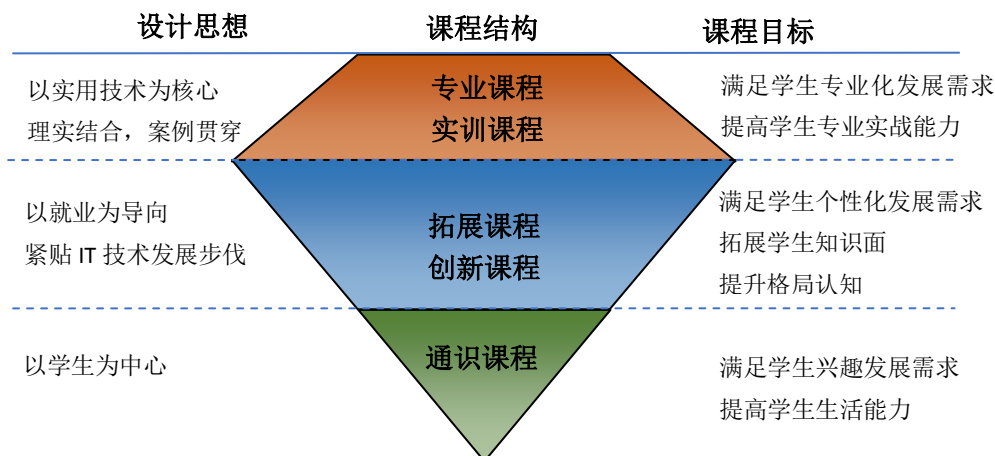 设计思想
课程结构
课程目标
以实用技术为核心
理实结合，案例贯穿
专业课程
实训课程
满足学生专业化发展需求
提高学生专业实战能力
以就业为导向
紧贴 IT 技术发展步伐
拓展课程
创新课程
满足学生个性化发展需求
拓展学生知识面
提升格局认知
以学生为中心
通识课程
满足学生兴趣发展需求
提高学生生活能力